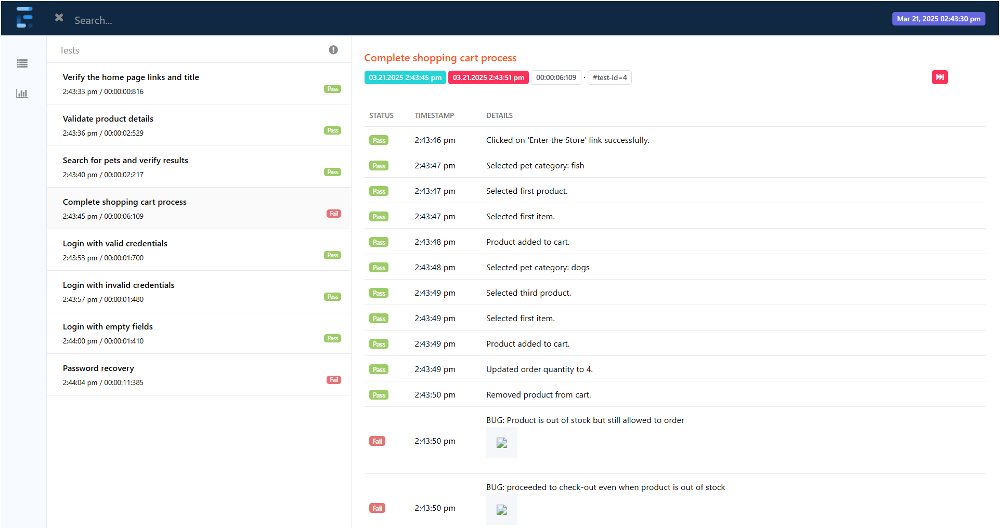 Search...
Mar 21, 2025 02:43:30 pm
Tests
Verify the home page links and title
2:43:33 pm / 00:00:00:816
Pass
Validate product details
2:43:36 pm / 00:00:02:529
Pass
Search for pets and verify results
2:43:40 pm / 00:00:02:217
Pass
Complete shopping cart process
2:43:45 pm / 00:00:06:109
Fail
Login with valid credentials
2:43:53 pm / 00:00:01:700
Pass
Login with invalid credentials
2:43:57 pm / 00:00:01:480
Pass
Login with empty fields
2:44:00 pm / 00:00:01:410
Pass
Password recovery
2:44:04 pm / 00:00:11:385
Fail
Complete shopping cart process
03.21.2025 2:43:45 pm 03.21.2025 2:43:51 pm 00:00:06:109 · #test-id=4
STATUS TIMESTAMP DETAILS
Pass 2:43:46 pm Clicked on 'Enter the Store' link successfully.
Pass 2:43:47 pm Selected pet category: fish
Pass 2:43:47 pm Selected first product.
Pass 2:43:47 pm Selected first item.
Pass 2:43:48 pm Product added to cart.
Pass 2:43:48 pm Selected pet category: dogs
Pass 2:43:49 pm Selected third product.
Pass 2:43:49 pm Selected first item.
Pass 2:43:49 pm Product added to cart.
Pass 2:43:49 pm Updated order quantity to 4.
Pass 2:43:50 pm Removed product from cart.
BUG: Product is out of stock but still allowed to order
Fail 2:43:50 pm
BUG: proceeded to check-out even when product is out of stock
Fail 2:43:50 pm